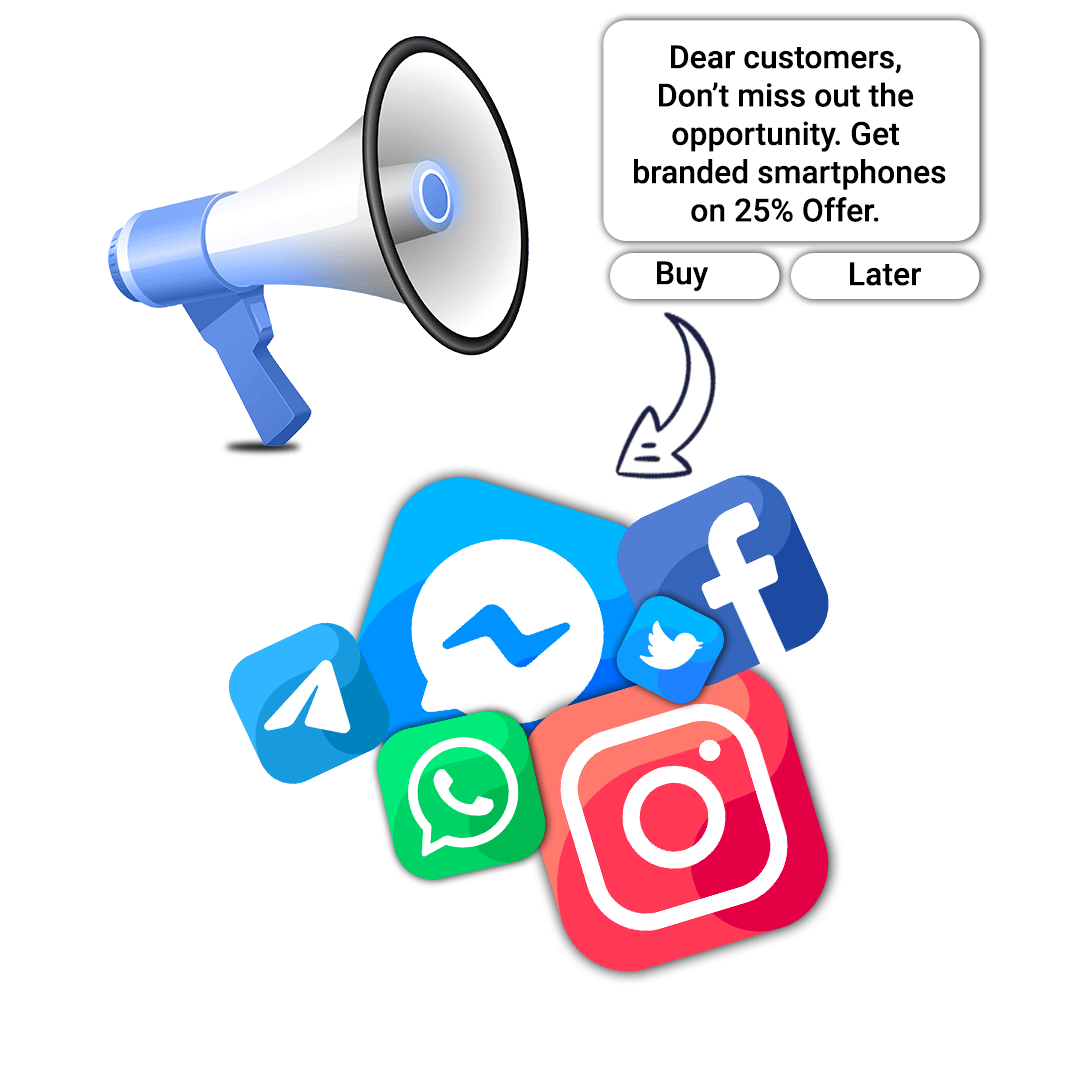 Dear customers,
Don’t miss out the
opportunity. Get
branded smartphones
on 25% Offer.
Buy
Later